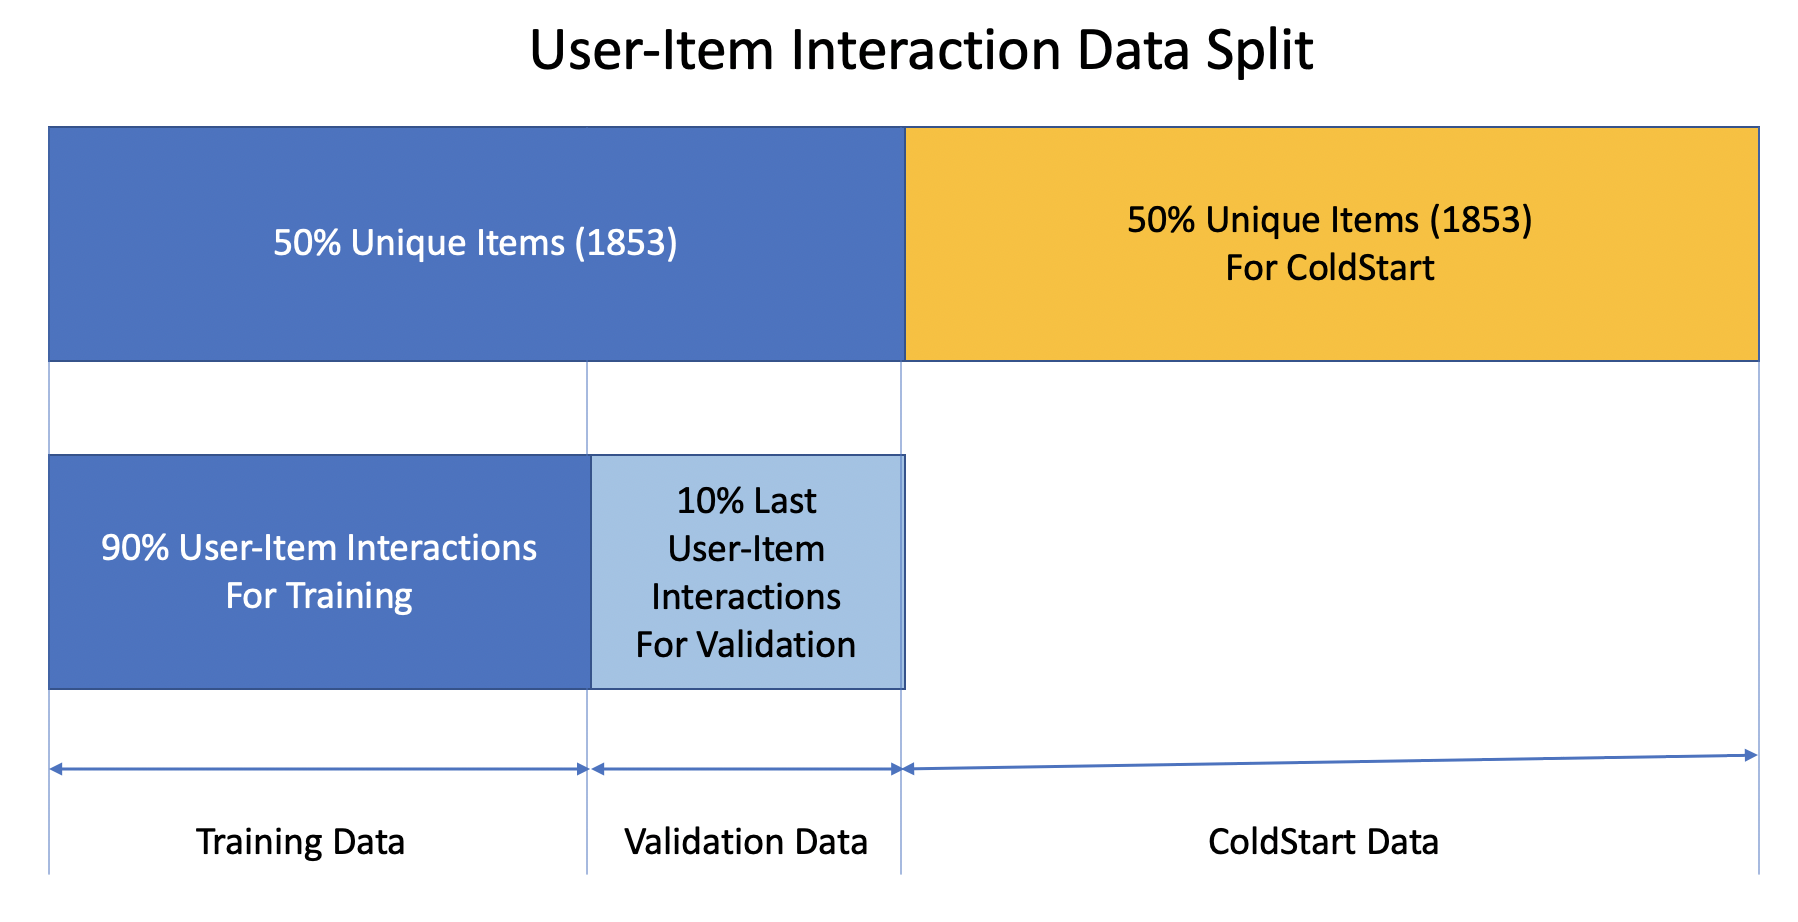 User-Item Interaction Data Split
50% Unique Items (1853)
50% Unique Items (1853)
For ColdStart
90% User-Item Interactions
For Training
10% Last
User-Item
Interactions
For Validation
Training Data
Validation Data
ColdStart Data